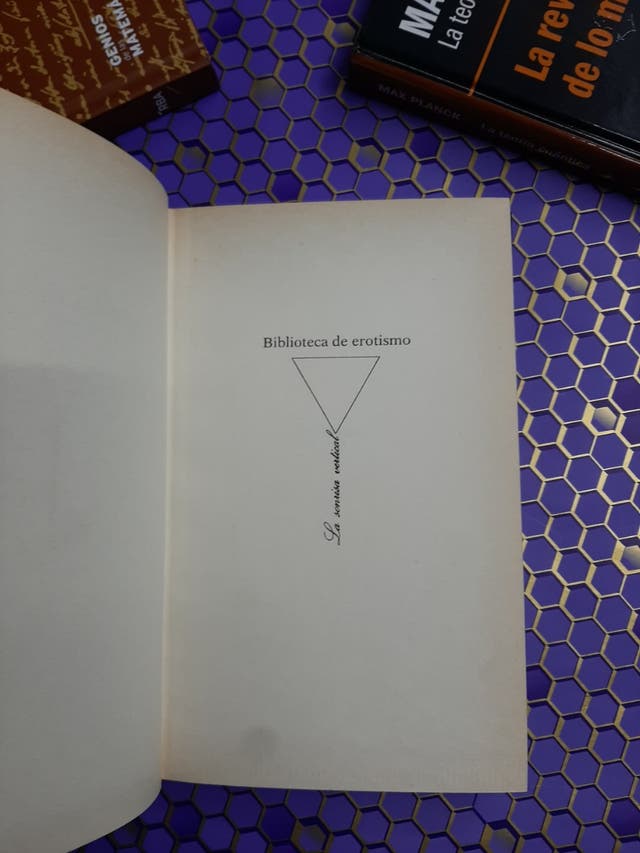 GENIOS
DE LAS
MATEMÁ
RBA
MA
La teo
La rev
de lo m
MAX PLANCK La teoría cuántica
Biblioteca de erotismo
La sonrisa vertical